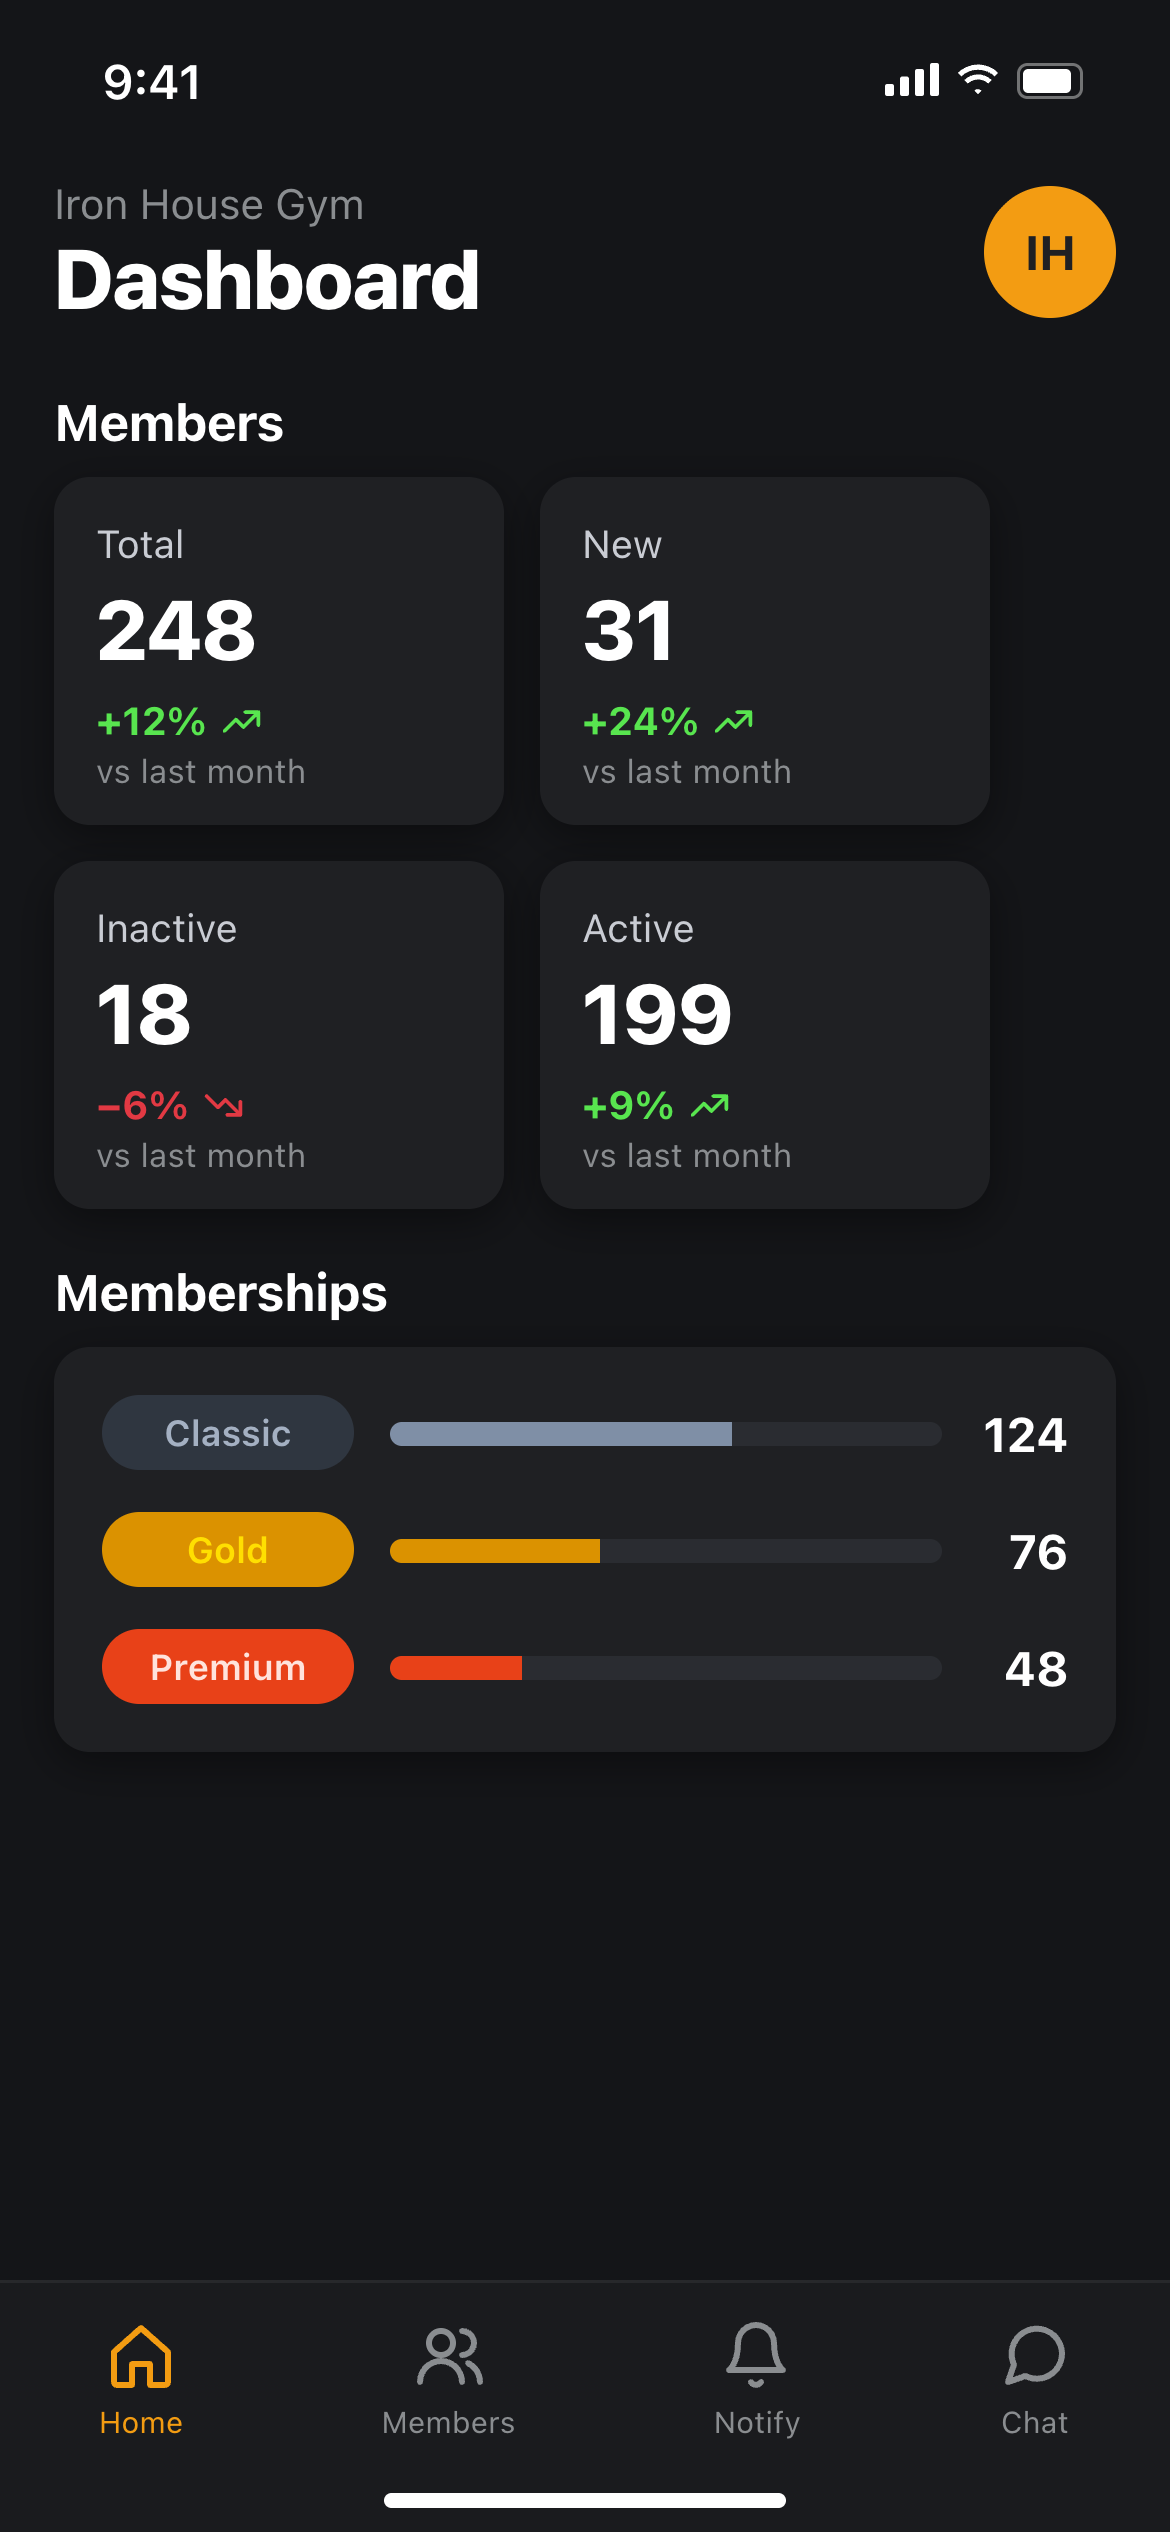 9:41
Iron House Gym
Dashboard
IH
Members
Total
248
+12%
vs last month
New
31
+24%
vs last month
Inactive
18
−6%
vs last month
Active
199
+9%
vs last month
Memberships
Classic
124
Gold
76
Premium
48
Home
Members
Notify
Chat